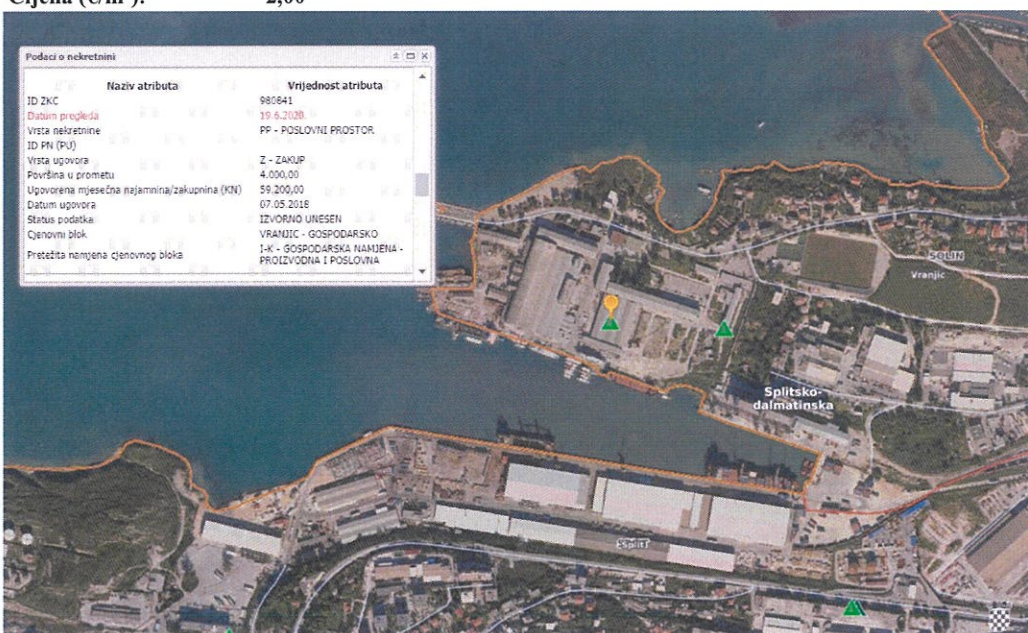 Cijena (€/m²): 2,00
Podaci o nekretnini
Naziv atributa Vrijednost atributa
ID ZKC 980841
Datum pregleda 19.6.2020.
Vrsta nekretnine PP - POSLOVNI PROSTOR
ID PN (PU)
Vrsta ugovora Z - ZAKUP
Površina u prometu 4.000,00
Ugovorena mjesečna najamnina/zakupnina (KN) 59.200,00
Datum ugovora 07.05.2018
Status podatka IZVORNO UNESEN
Cjenovni blok VRANJIC - GOSPODARSKO
Pretežita namjena cjenovnog bloka I-K - GOSPODARSKA NAMJENA -
PROIZVODNA I POSLOVNA
SOLIN
Vranjic
Splitsko-
dalmatinska